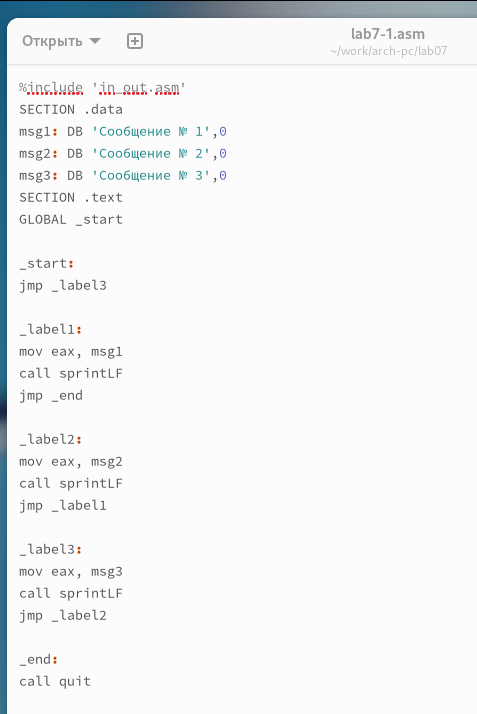 Открыть
lab7-1.asm
~/work/arch-pc/lab07
%include 'in_out.asm'
SECTION .data
msg1: DB 'Сообщение № 1',0
msg2: DB 'Сообщение № 2',0
msg3: DB 'Сообщение № 3',0
SECTION .text
GLOBAL _start

_start:
jmp _label3

_label1:
mov eax, msg1
call sprintLF
jmp _end

_label2:
mov eax, msg2
call sprintLF
jmp _label1

_label3:
mov eax, msg3
call sprintLF
jmp _label2

_end:
call quit